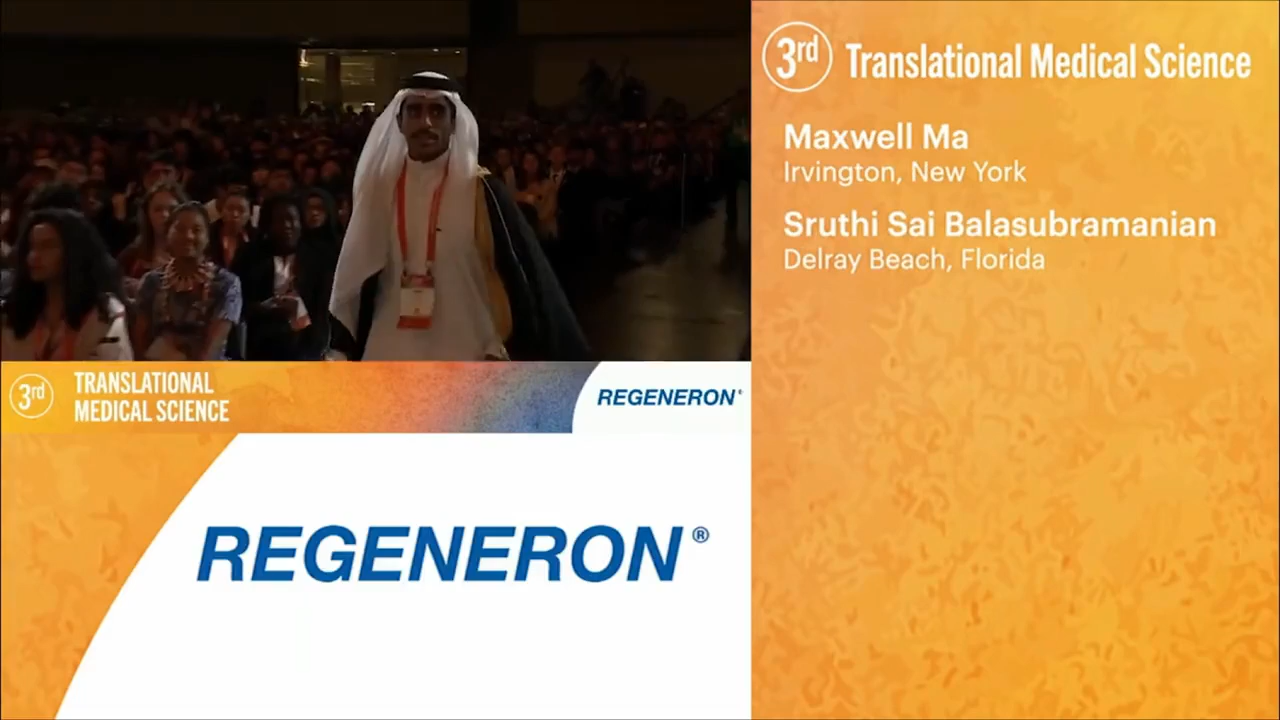 3rd Translational Medical Science
Maxwell Ma
Irvington, New York
Sruthi Sai Balasubramanian
Delray Beach, Florida
3rd
TRANSLATIONAL
MEDICAL SCIENCE
REGENERON®
REGENERON®